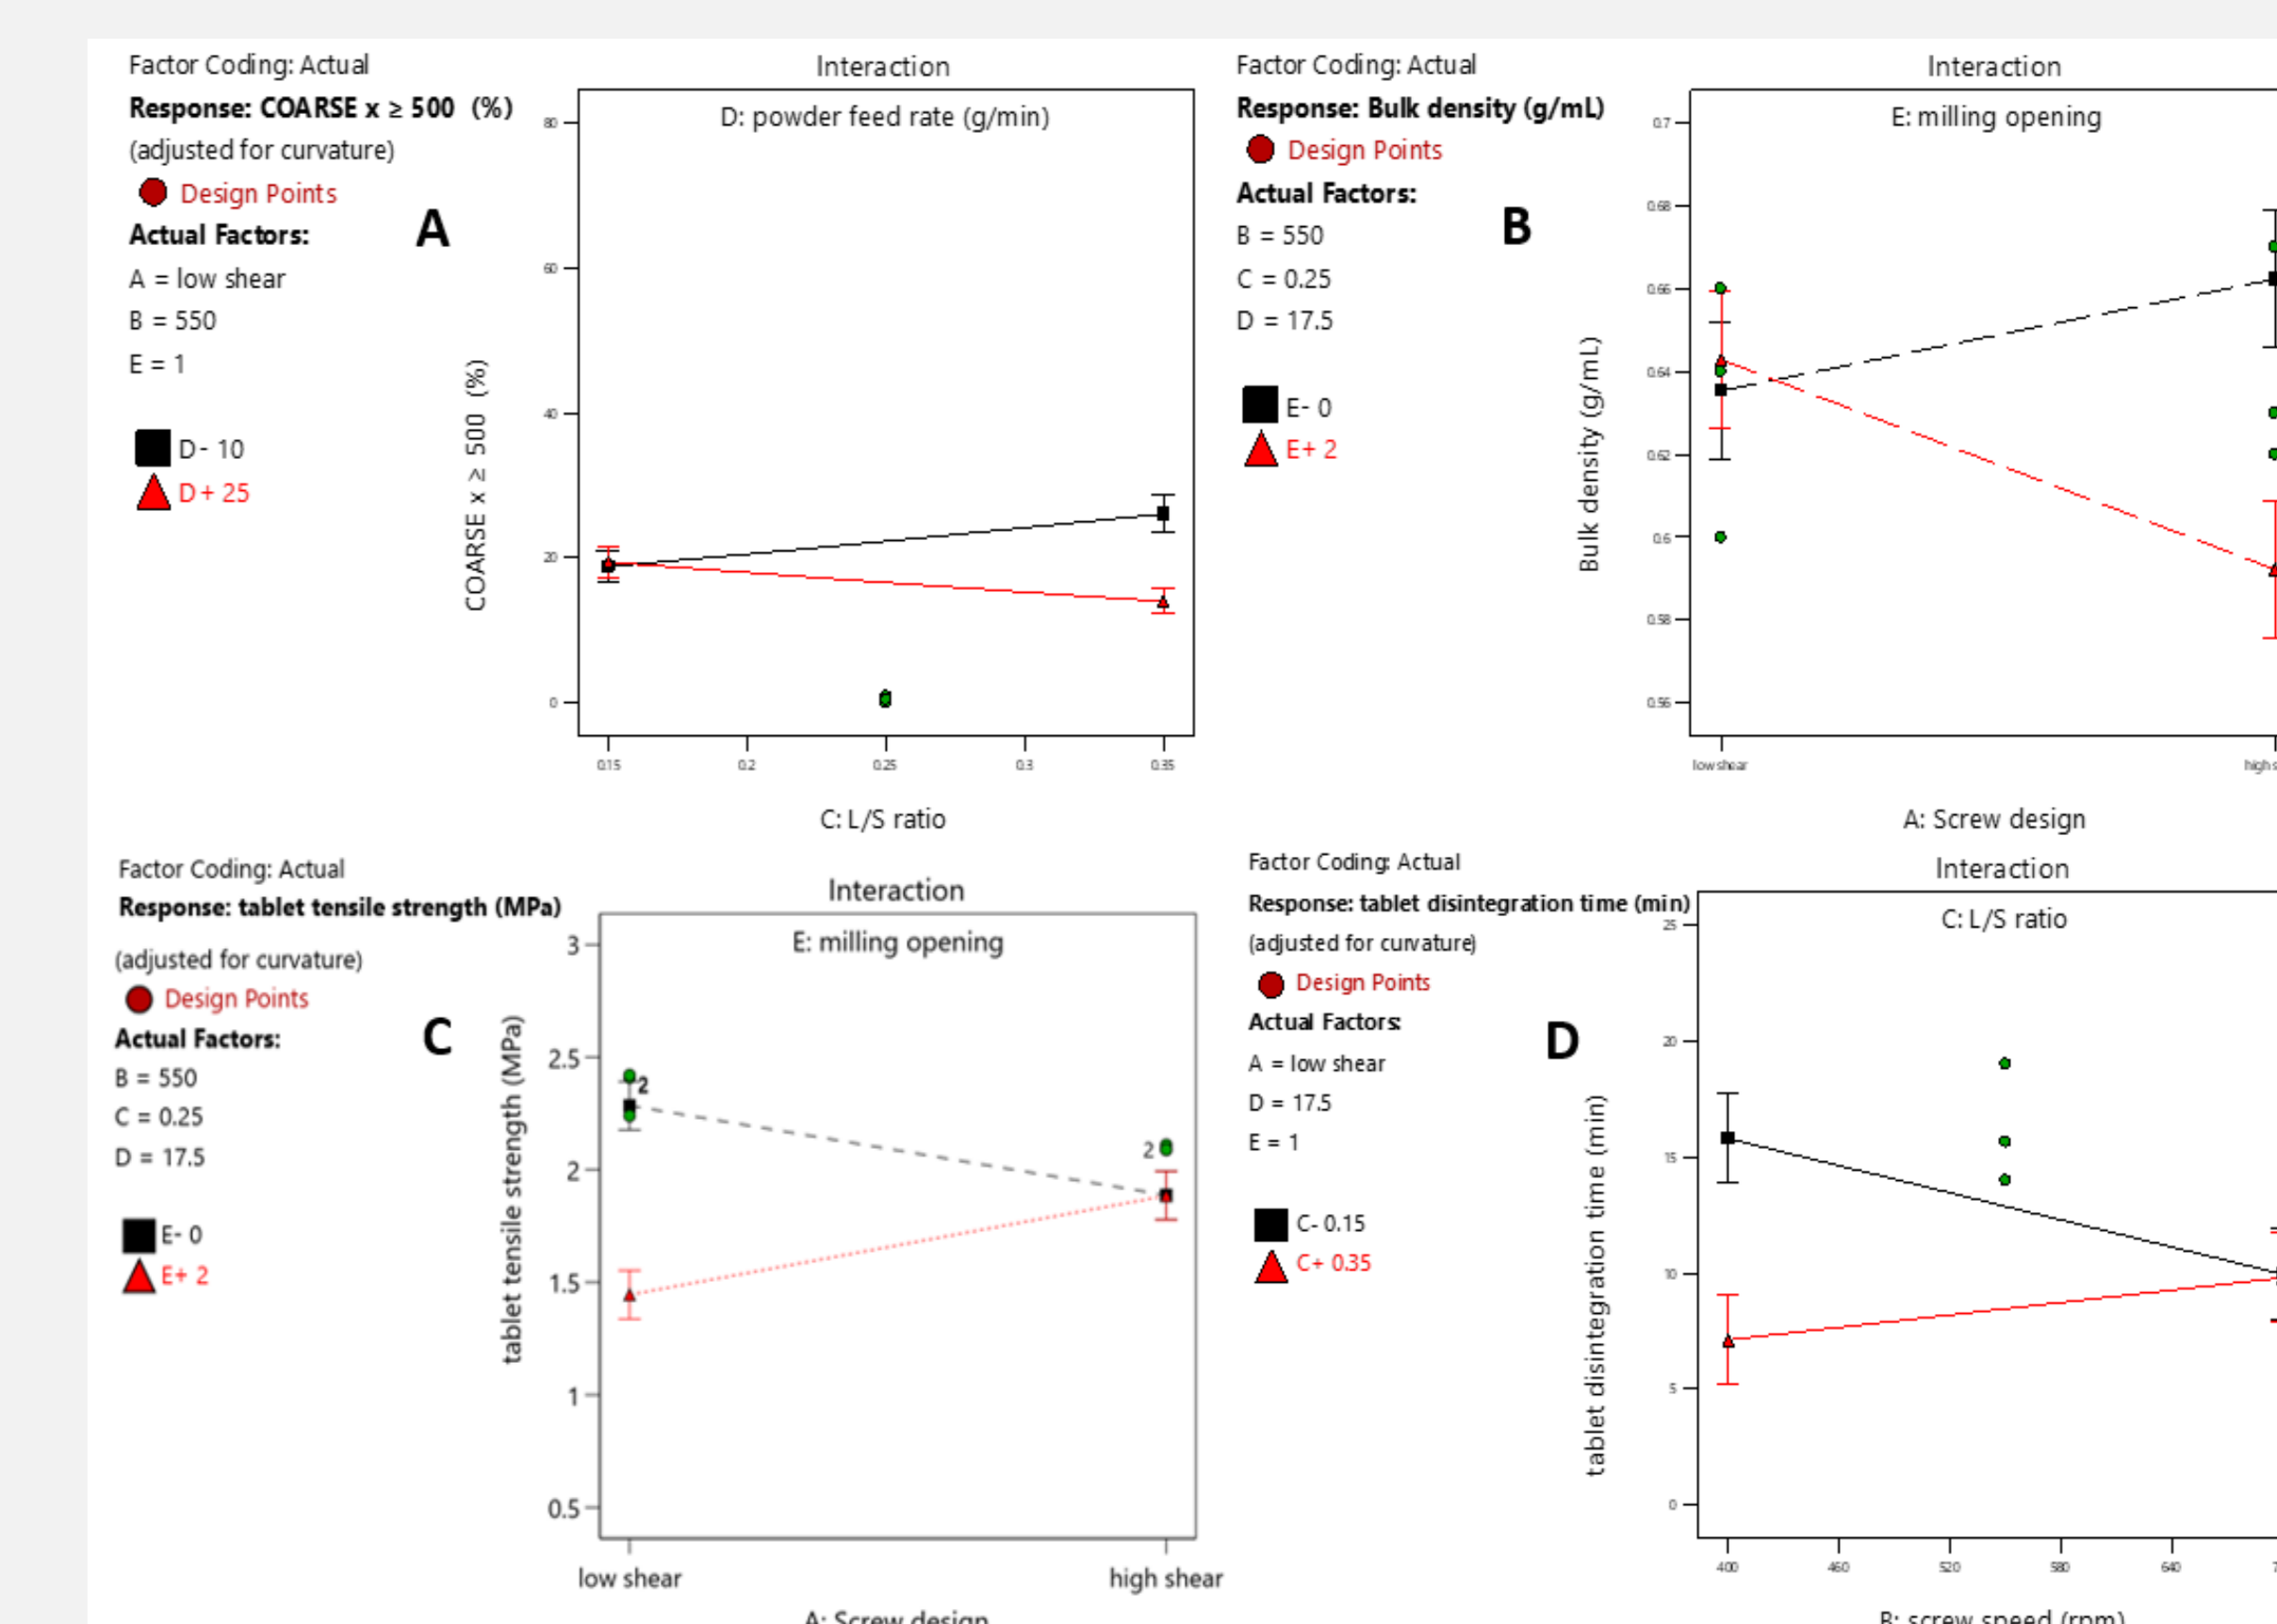 Factor Coding: Actual
Response: COARSE x ≥ 500 (%)
(adjusted for curvature)
Design Points
Actual Factors:
A = low shear
B = 550
E = 1
D- 10
D+ 25
A
Interaction
D: powder feed rate (g/min)
COARSE x ≥ 500 (%)
80
60
40
20
0
0.15
0.2
0.25
0.3
0.35
C: L/S ratio
Factor Coding: Actual
Response: Bulk density (g/mL)
Design Points
Actual Factors:
B = 550
C = 0.25
D = 17.5
E- 0
E+ 2
B
Interaction
E: milling opening
Bulk density (g/mL)
0.7
0.68
0.66
0.64
0.62
0.6
0.58
0.56
low shear
high s
A: Screw design
Factor Coding: Actual
Response: tablet tensile strength (MPa)
(adjusted for curvature)
Design Points
Actual Factors:
B = 550
C = 0.25
D = 17.5
E- 0
E+ 2
C
Interaction
E: milling opening
tablet tensile strength (MPa)
3
2.5
2
1.5
1
0.5
2
2
low shear
high shear
A: Screw design
Factor Coding: Actual
Response: tablet disintegration time (min)
(adjusted for curvature)
Design Points
Actual Factors:
A = low shear
D = 17.5
E = 1
C- 0.15
C+ 0.35
D
Interaction
C: L/S ratio
tablet disintegration time (min)
25
20
15
10
5
0
400
460
520
580
640
7
B: screw speed (rpm)